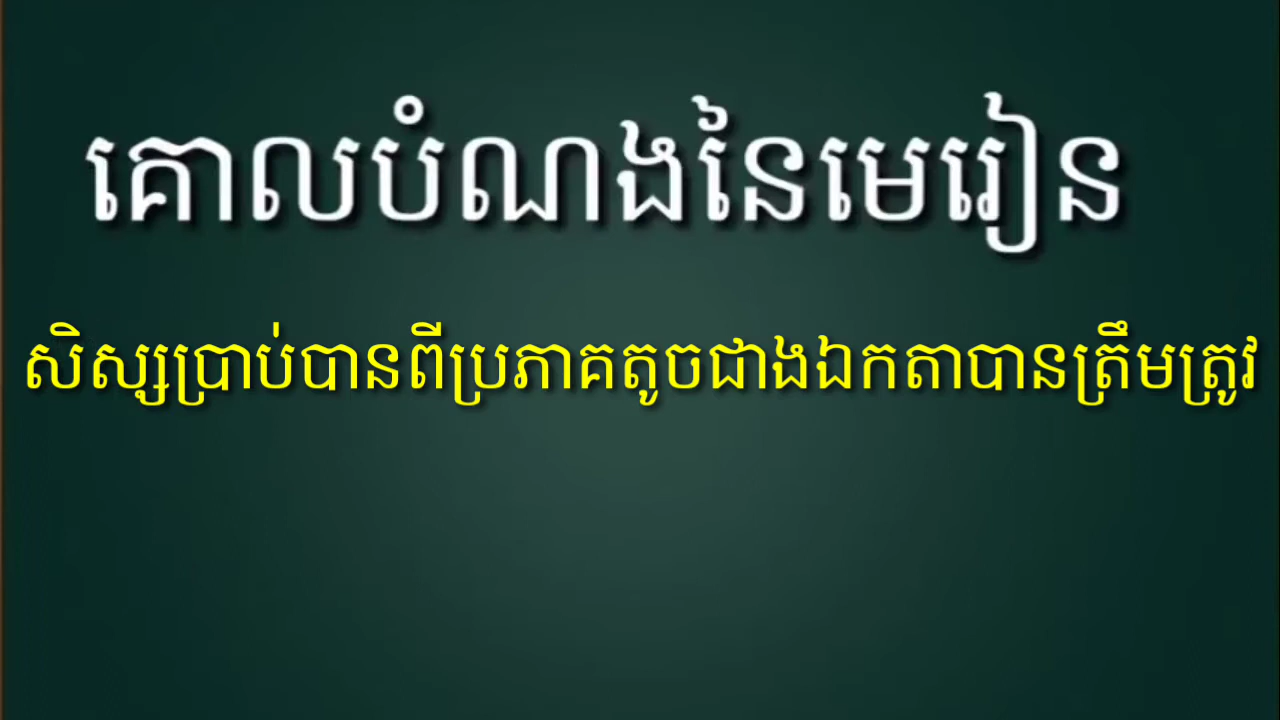 គោលបំណងនៃមេរៀន
សិស្សប្រាប់បានពីប្រភាគតូចជាងឯកតាបានត្រឹមត្រូវ